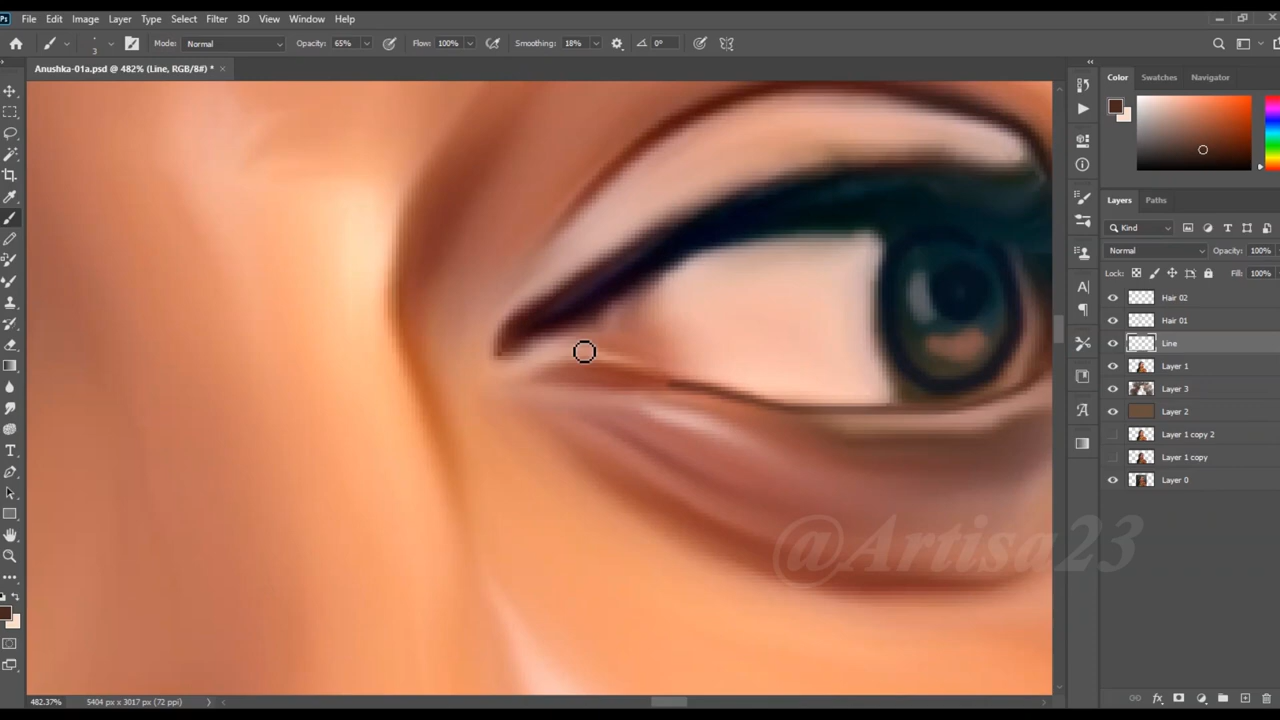 Ps File Edit Image Layer Type Select Filter 3D View Window Help
3 Mode: Normal Opacity: 65% Flow: 100% Smoothing: 18% 0°
Anushka-01a.psd @ 482% (Line, RGB/8#) * ×
Color Swatches Navigator
Layers Paths
Kind
Normal Opacity: 100%
Lock: Fill: 100%
Hair 02
Hair 01
Line
Layer 1
Layer 3
Layer 2
Layer 1 copy 2
Layer 1 copy
Layer 0
@Artisa23
482.37% 5404 px x 3017 px (72 ppi)